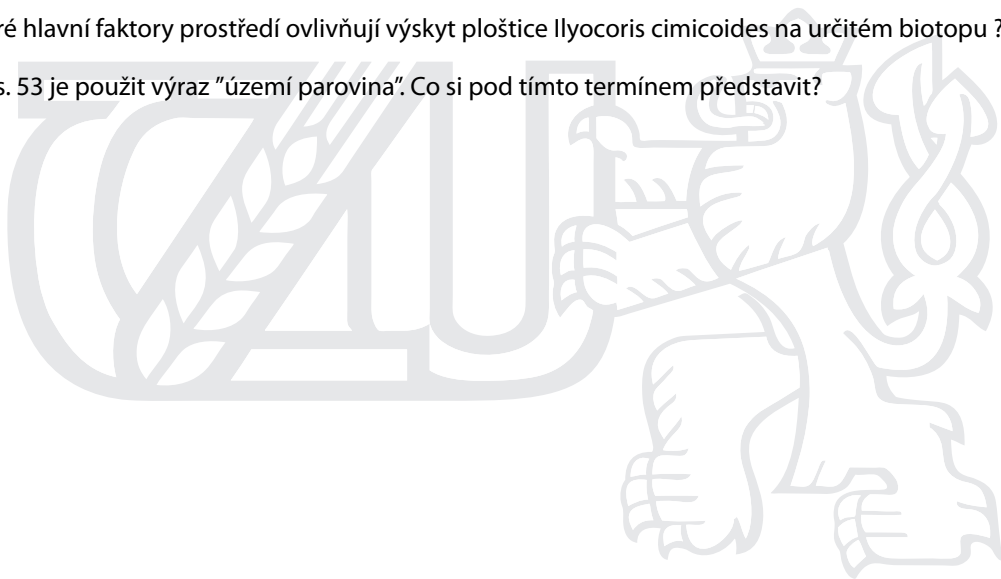 ré hlavní faktory prostředí ovlivňují výskyt ploštice Ilyocoris cimicoides na určitém biotopu ?
s. 53 je použit výraz "území parovina". Co si pod tímto termínem představit?